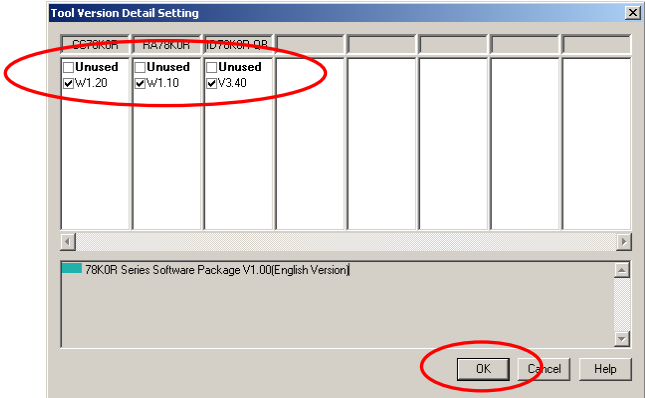 Tool Version Detail Setting
CC78K0R RA78K0R ID78K0R-QB
Unused Unused Unused
W1.20 W1.10 V3.40
78K0R Series Software Package V1.00(English Version)
OK Cancel Help